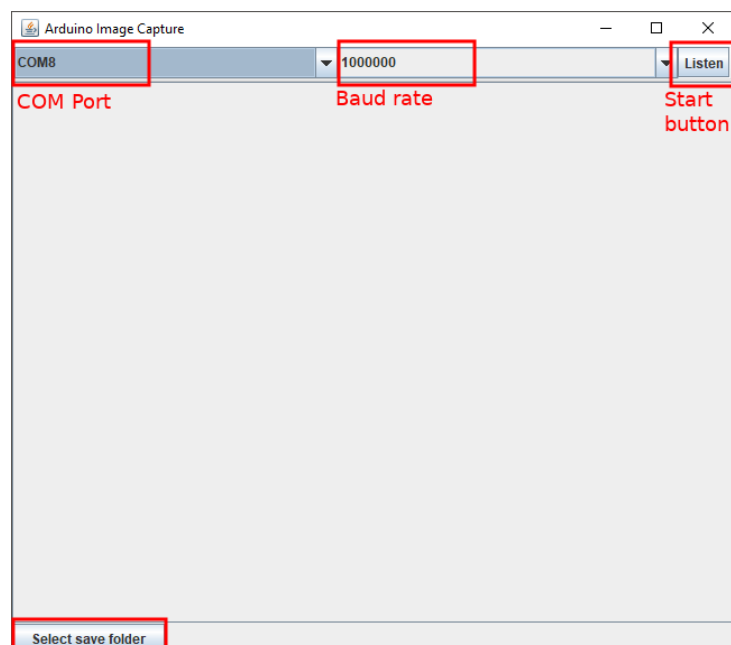 Arduino Image Capture
COM8
1000000
Listen
COM Port
Baud rate
Start
button
Select save folder